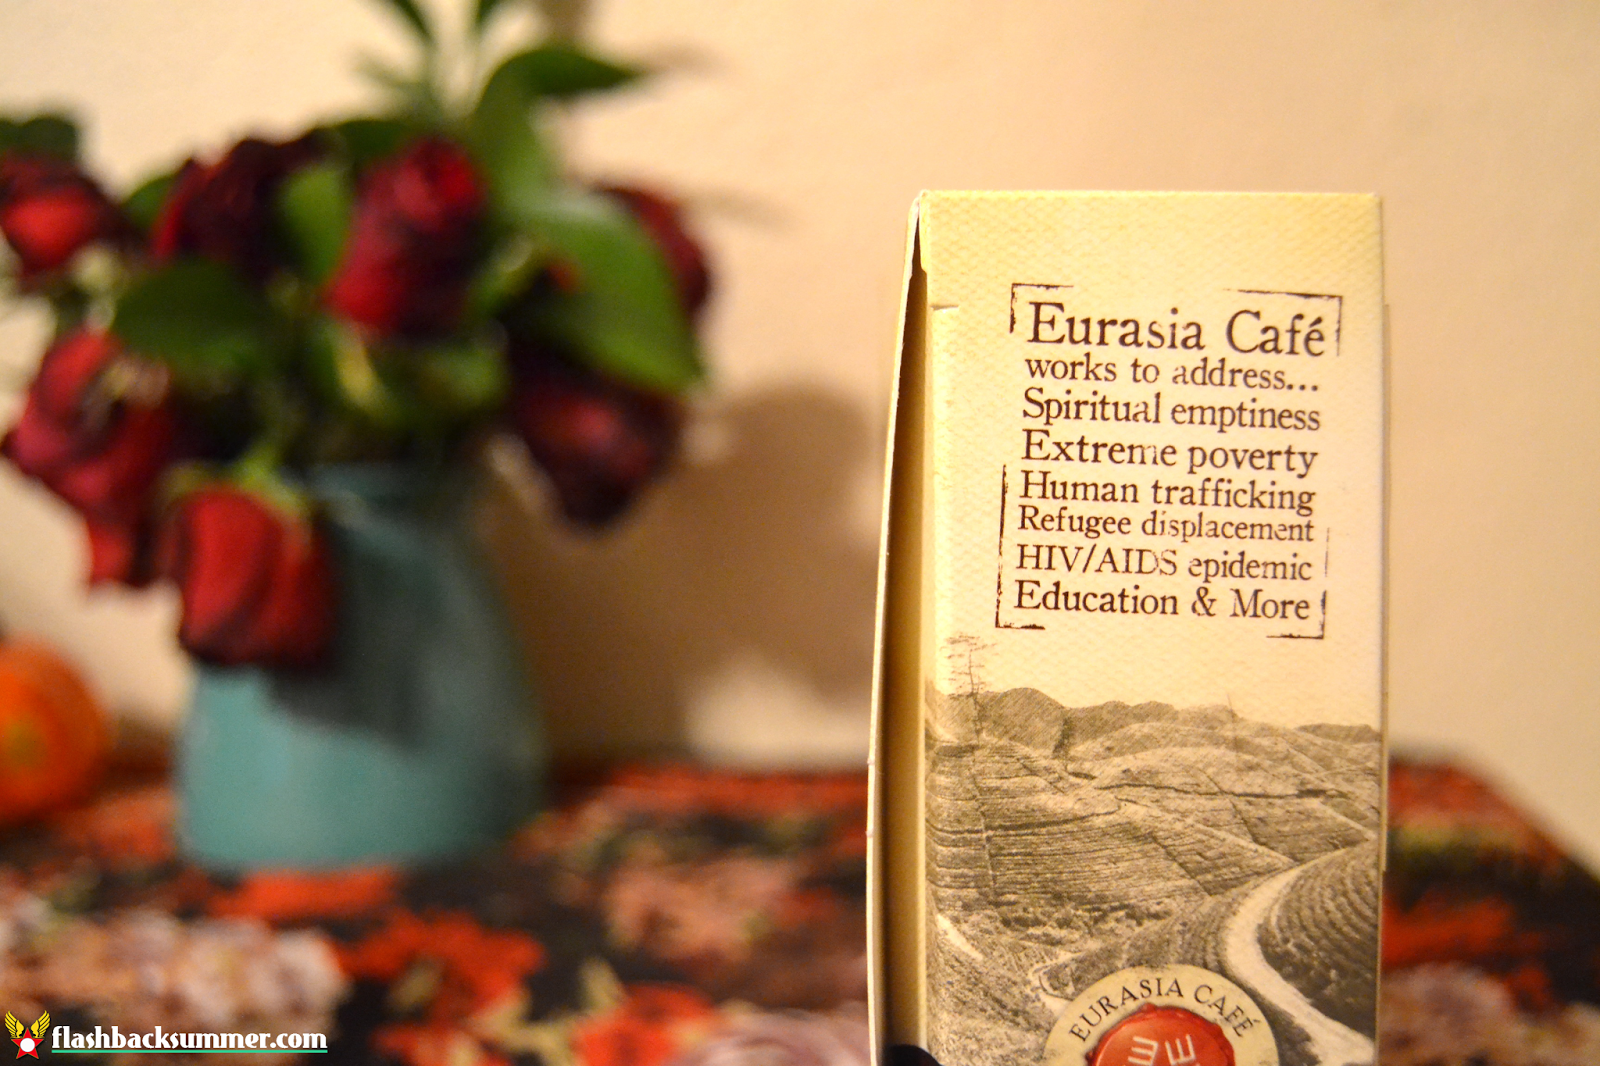 Eurasia Café
works to address...
Spiritual emptiness
Extreme poverty
Human trafficking
Refugee displacement
HIV/AIDS epidemic
Education & More
EURASIA CAFÉ
flashbacksummer.com